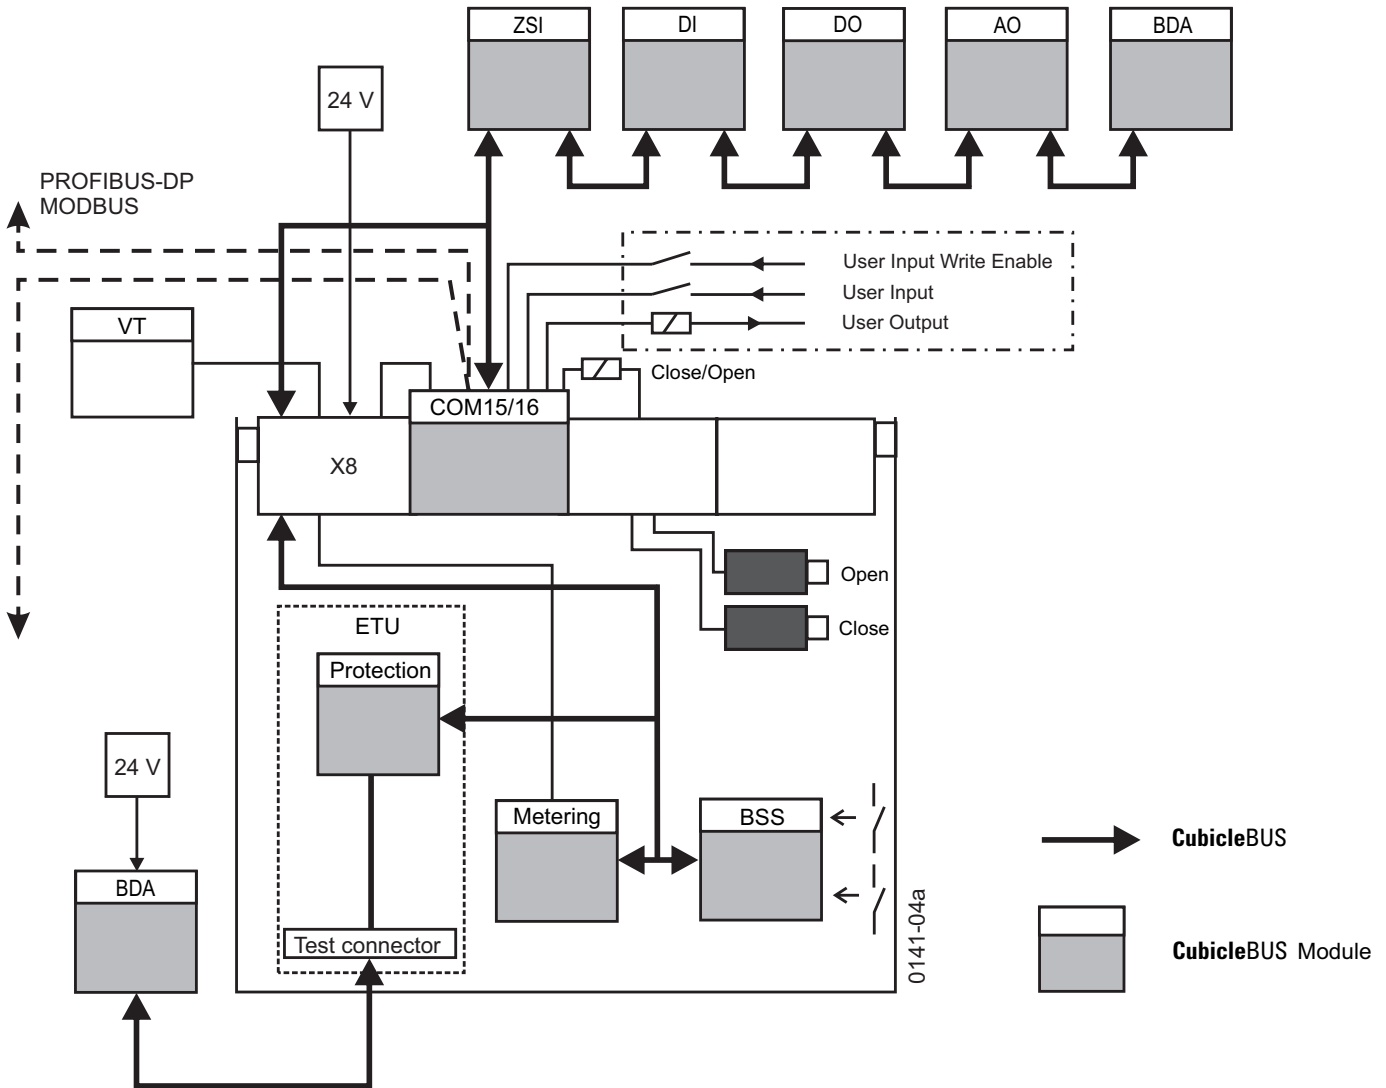 ZSI
DI
DO
AO
BDA
24 V
PROFIBUS-DP
MODBUS
User Input Write Enable
User Input
User Output
VT
Close/Open
COM15/16
X8
Open
Close
ETU
Protection
24 V
Metering
BSS
CubicleBUS
BDA
Test connector
0141-04a
CubicleBUS Module